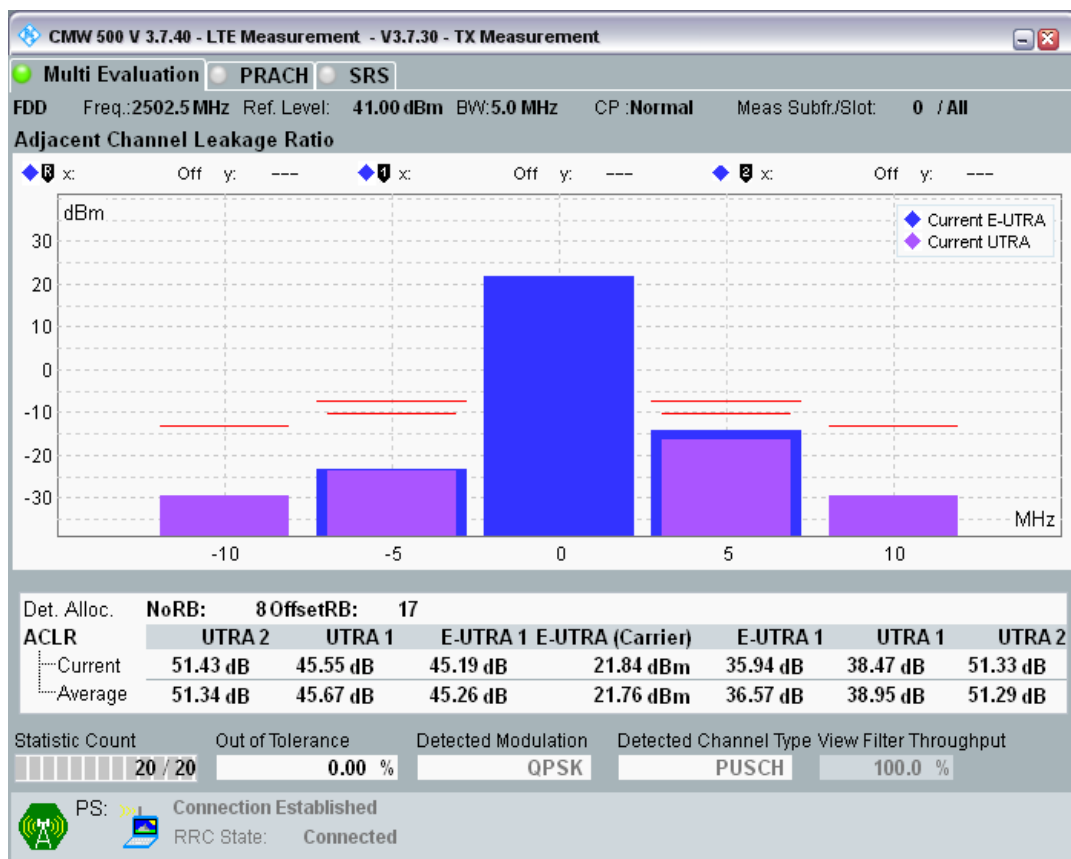 CMW 500 V 3.7.40 - LTE Measurement - V3.7.30 - TX Measurement
Multi Evaluation PRACH SRS
FDD Freq.:2502.5 MHz Ref. Level: 41.00 dBm BW:5.0 MHz CP :Normal Meas Subfr./Slot: 0 / All
Adjacent Channel Leakage Ratio
R x: Off y: --- 1 x: Off y: --- 2 x: Off y: ---
dBm
Current E-UTRA
Current UTRA
30
20
10
0
-10
-20
-30
MHz
-10 -5 0 5 10
Det. Alloc. NoRB: 8 OffsetRB: 17
ACLR UTRA 2 UTRA 1 E-UTRA 1 E-UTRA (Carrier) E-UTRA 1 UTRA 1 UTRA 2
Current 51.43 dB 45.55 dB 45.19 dB 21.84 dBm 35.94 dB 38.47 dB 51.33 dB
Average 51.34 dB 45.67 dB 45.26 dB 21.76 dBm 36.57 dB 38.95 dB 51.29 dB
Statistic Count Out of Tolerance Detected Modulation Detected Channel Type View Filter Throughput
20 / 20 0.00 % QPSK PUSCH 100.0 %
PS: Connection Established
RRC State: Connected